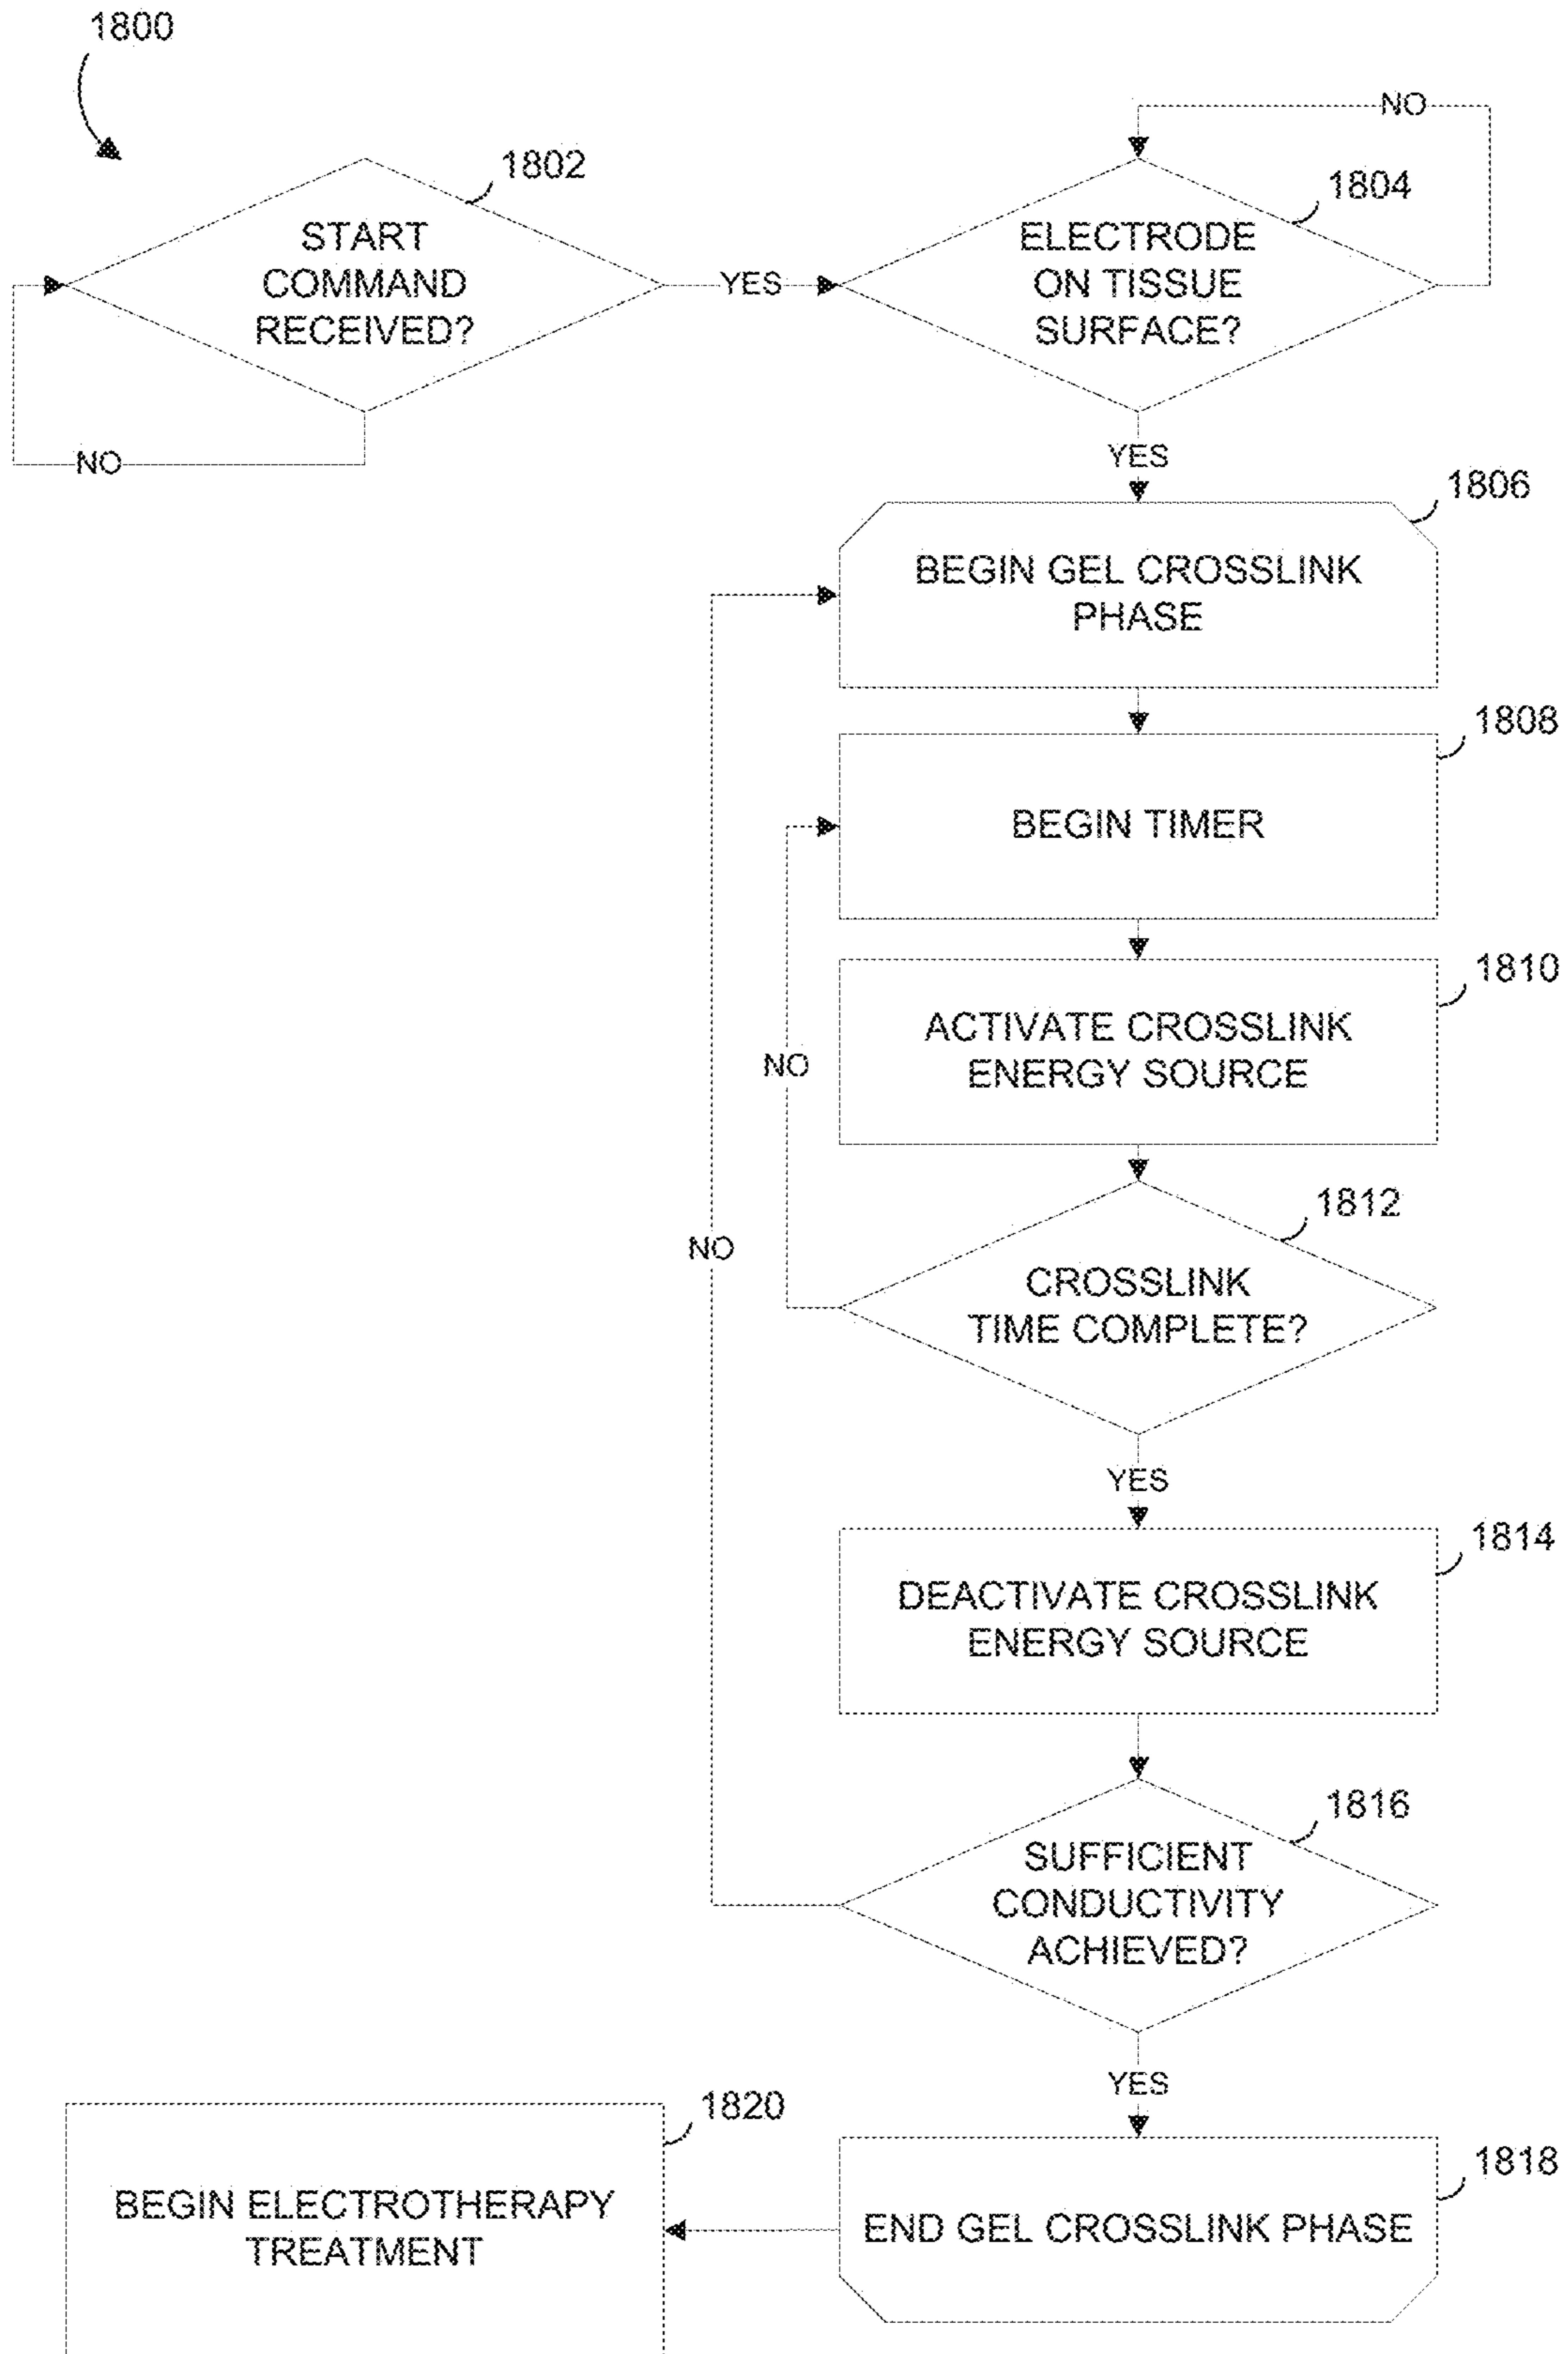 1800
1802
START
COMMAND
RECEIVED?
NO
YES
NO
1804
ELECTRODE
ON TISSUE
SURFACE?
YES
1806
BEGIN GEL CROSSLINK
PHASE
1808
BEGIN TIMER
1810
ACTIVATE CROSSLINK
ENERGY SOURCE
NO
1812
CROSSLINK
TIME COMPLETE?
NO
YES
1814
DEACTIVATE CROSSLINK
ENERGY SOURCE
1816
SUFFICIENT
CONDUCTIVITY
ACHIEVED?
YES
1818
END GEL CROSSLINK PHASE
1820
BEGIN ELECTROTHERAPY
TREATMENT